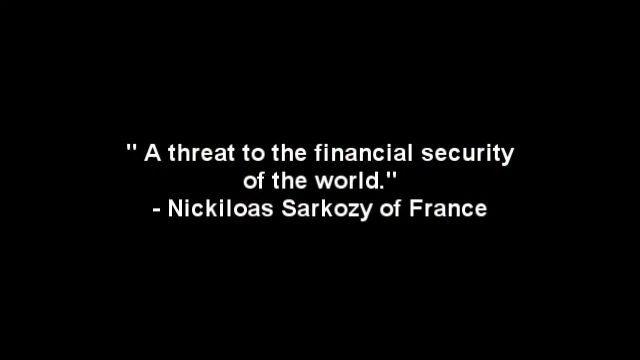 " A threat to the financial security
of the world."
- Nickiloas Sarkozy of France